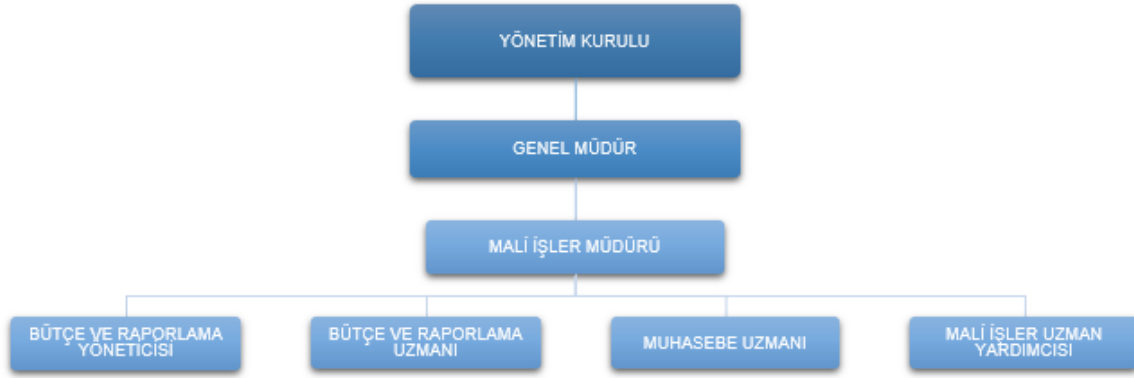 YÖNETİM KURULU
GENEL MÜDÜR
MALİ İŞLER MÜDÜRÜ
BÜTÇE VE RAPORLAMA
YÖNETİCİSİ
BÜTÇE VE RAPORLAMA
UZMANI
MUHASEBE UZMANI
MALİ İŞLER UZMAN
YARDIMCISI